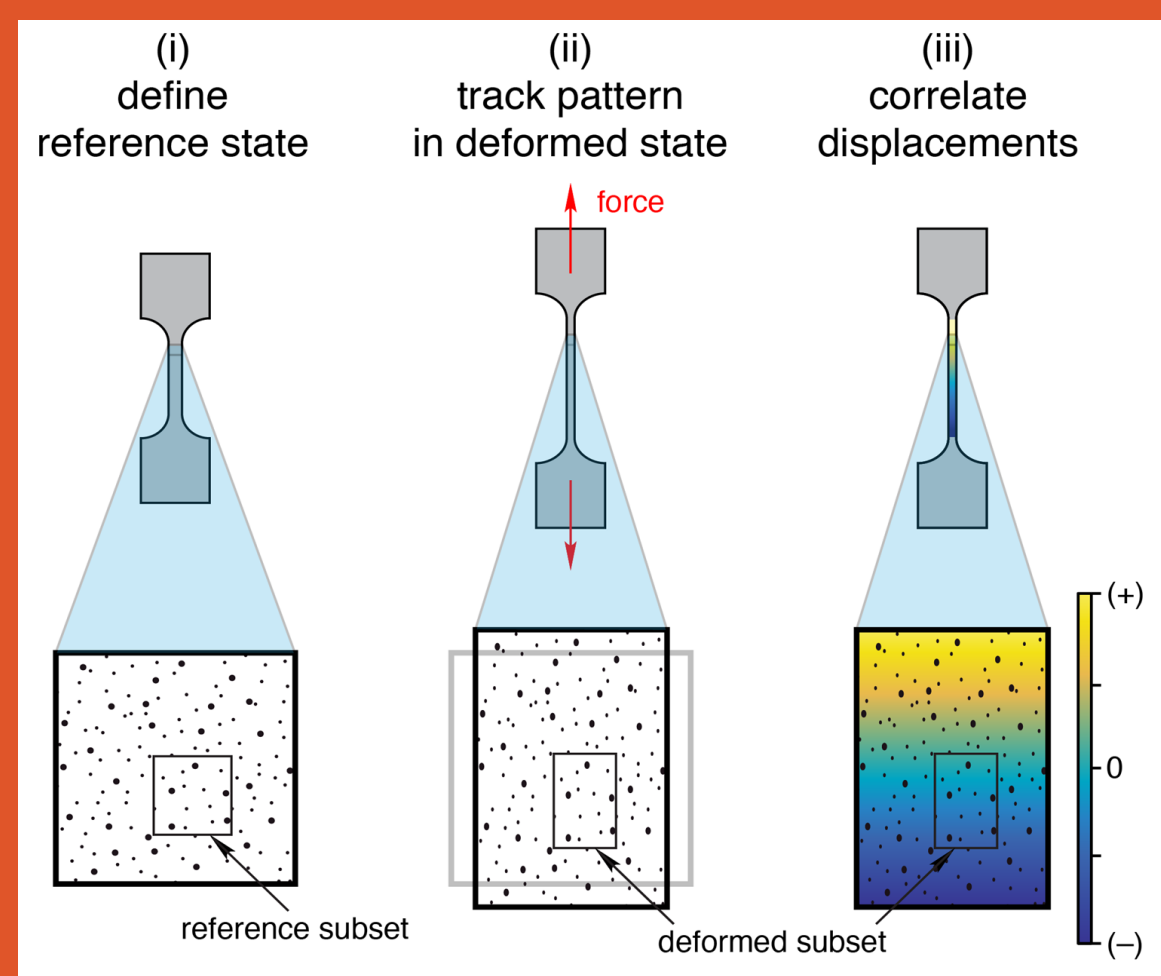 (i)
define
reference state
(ii)
track pattern
in deformed state
(iii)
correlate
displacements
force
(+)
0
(–)
reference subset
deformed subset